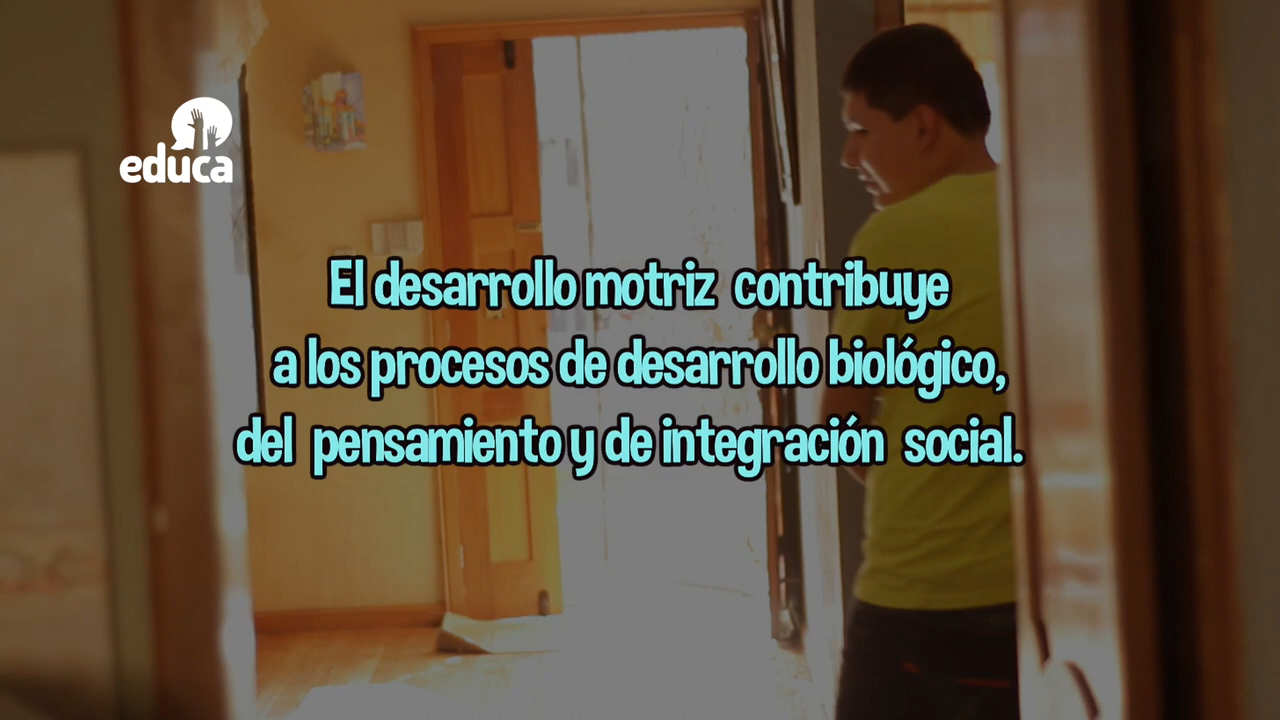 educa
El desarrollo motriz contribuye
a los procesos de desarrollo biológico,
del pensamiento y de integración social.